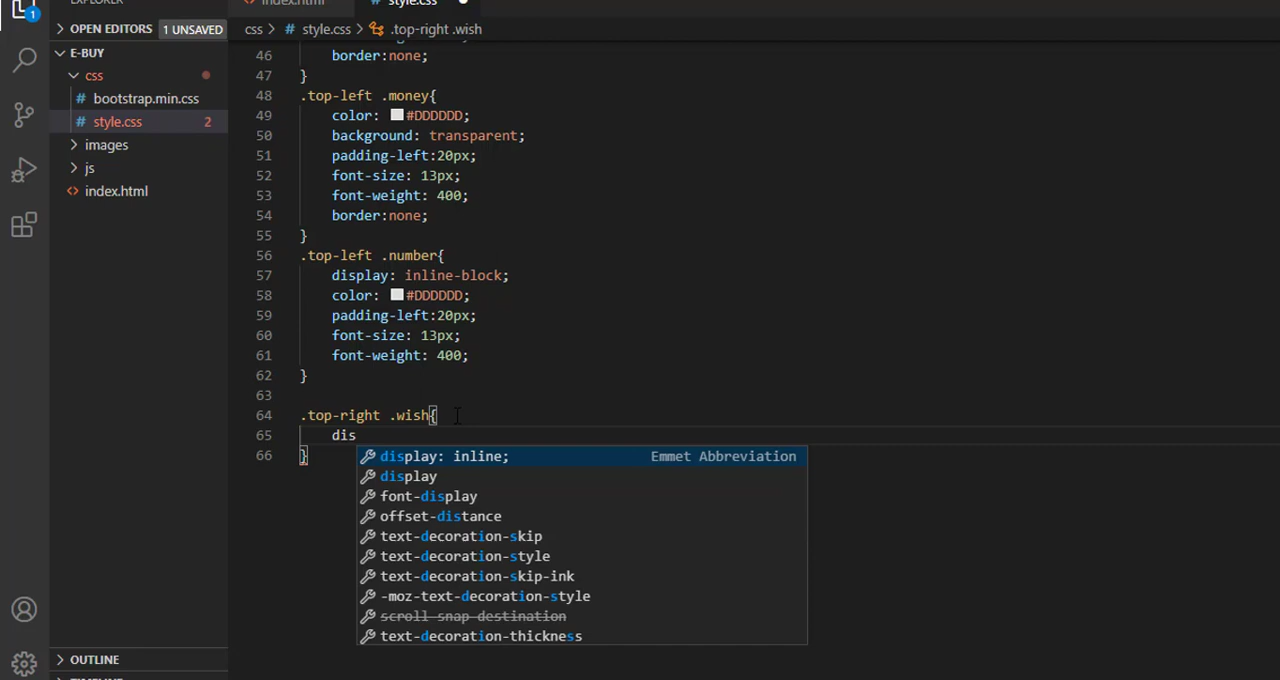 EXPLORER
index.html
style.css
1
OPEN EDITORS 1 UNSAVED
css > # style.css > .top-right .wish
E-BUY
css
# bootstrap.min.css
# style.css 2
images
js
<> index.html
46 border:none;
47 }
48 .top-left .money{
49 color: #DDDDDD;
50 background: transparent;
51 padding-left:20px;
52 font-size: 13px;
53 font-weight: 400;
54 border:none;
55 }
56 .top-left .number{
57 display: inline-block;
58 color: #DDDDDD;
59 padding-left:20px;
60 font-size: 13px;
61 font-weight: 400;
62 }
63
64 .top-right .wish{
65 dis
66 }
display: inline; Emmet Abbreviation
display
font-display
offset-distance
text-decoration-skip
text-decoration-style
text-decoration-skip-ink
-moz-text-decoration-style
scroll-snap-destination
text-decoration-thickness
OUTLINE
TIMELINE